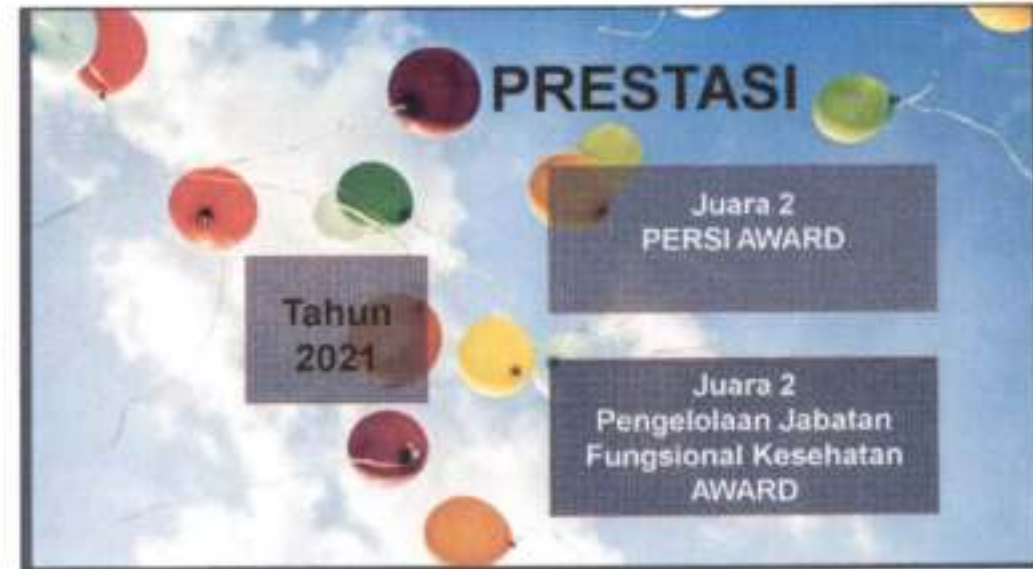 PRESTASI
Tahun
2021
Juara 2
PERSI AWARD
Juara 2
Pengelolaan Jabatan
Fungsional Kesehatan
AWARD